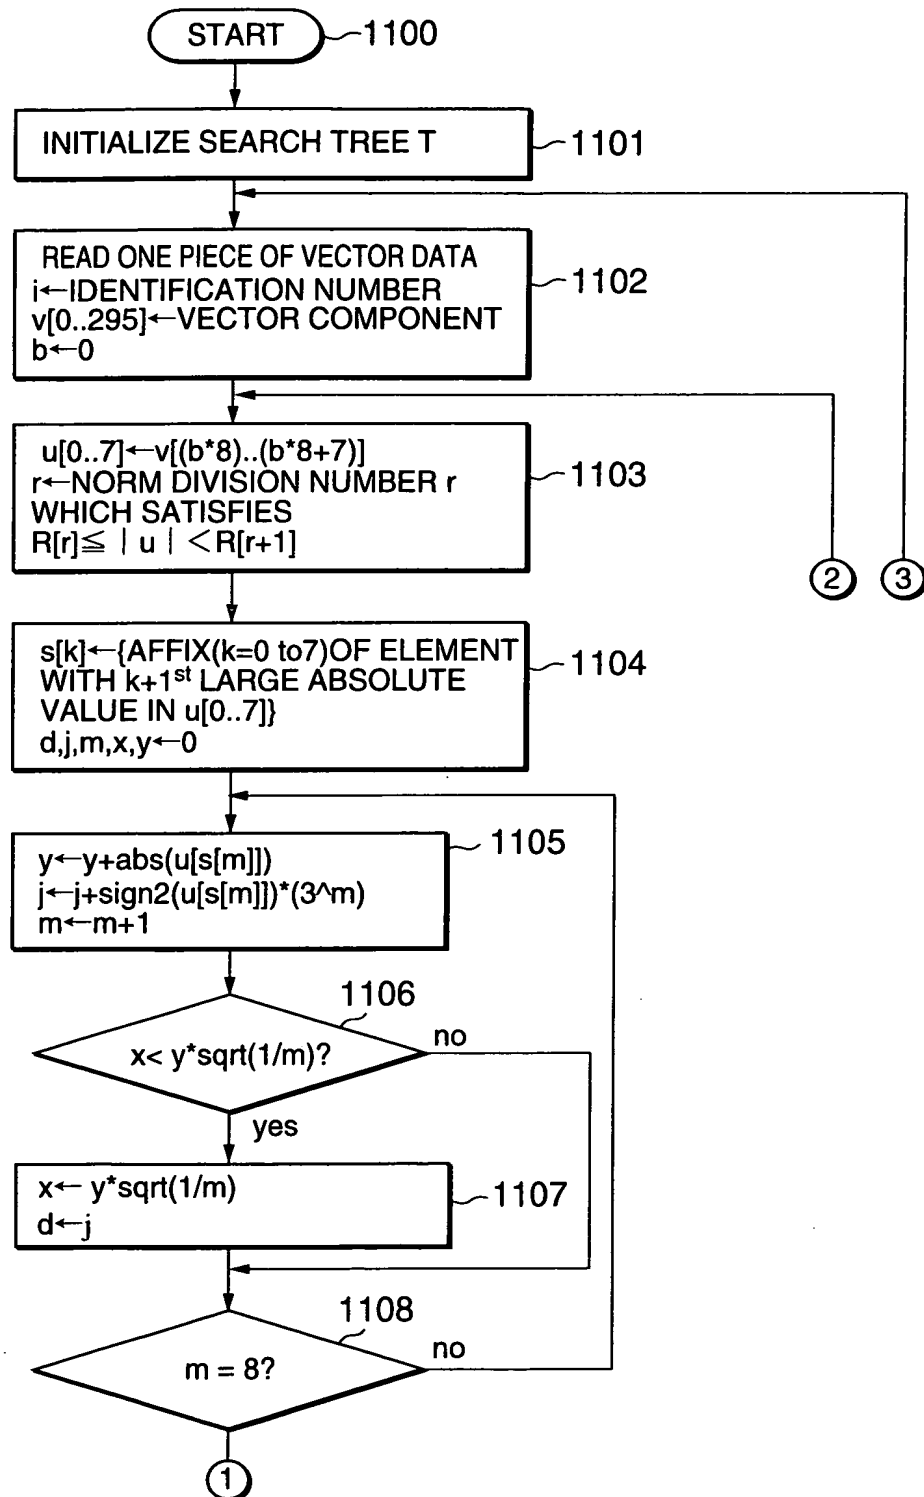 START
1100
INITIALIZE SEARCH TREE T
1101
READ ONE PIECE OF VECTOR DATA
i←IDENTIFICATION NUMBER
v[0..295]←VECTOR COMPONENT
b←0
1102
u[0..7]←v[(b*8)..(b*8+7)]
r←NORM DIVISION NUMBER r
WHICH SATISFIES
R[r]≦ | u | <R[r+1]
1103
2
3
s[k]←{AFFIX(k=0 to7)OF ELEMENT
WITH k+1st LARGE ABSOLUTE
VALUE IN u[0..7]}
d,j,m,x,y←0
1104
y←y+abs(u[s[m]])
j←j+sign2(u[s[m]])*(3^m)
m←m+1
1105
1106
x< y*sqrt(1/m)?
no
yes
x← y*sqrt(1/m)
d←j
1107
1108
m = 8?
no
1